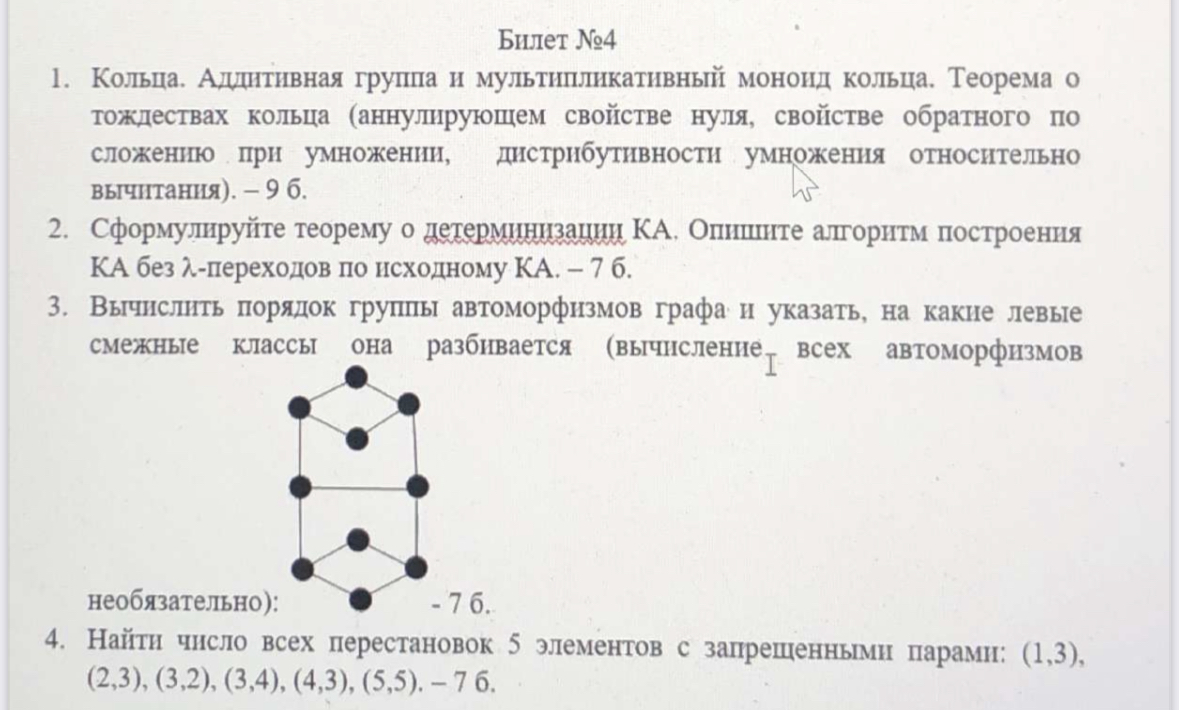 Билет №4
1. Кольца. Аддитивная группа и мультипликативный моноид кольца. Теорема о
тождествах кольца (аннулирующем свойстве нуля, свойстве обратного по
сложению при умножении, дистрибутивности умножения относительно
вычитания). – 9 б.
2. Сформулируйте теорему о детерминизации КА. Опишите алгоритм построения
КА без λ-переходов по исходному КА. – 7 б.
3. Вычислить порядок группы автоморфизмов графа и указать, на какие левые
смежные классы она разбивается (вычисление всех автоморфизмов
необязательно): - 7 б.
4. Найти число всех перестановок 5 элементов с запрещенными парами: (1,3),
(2,3), (3,2), (3,4), (4,3), (5,5). – 7 б.